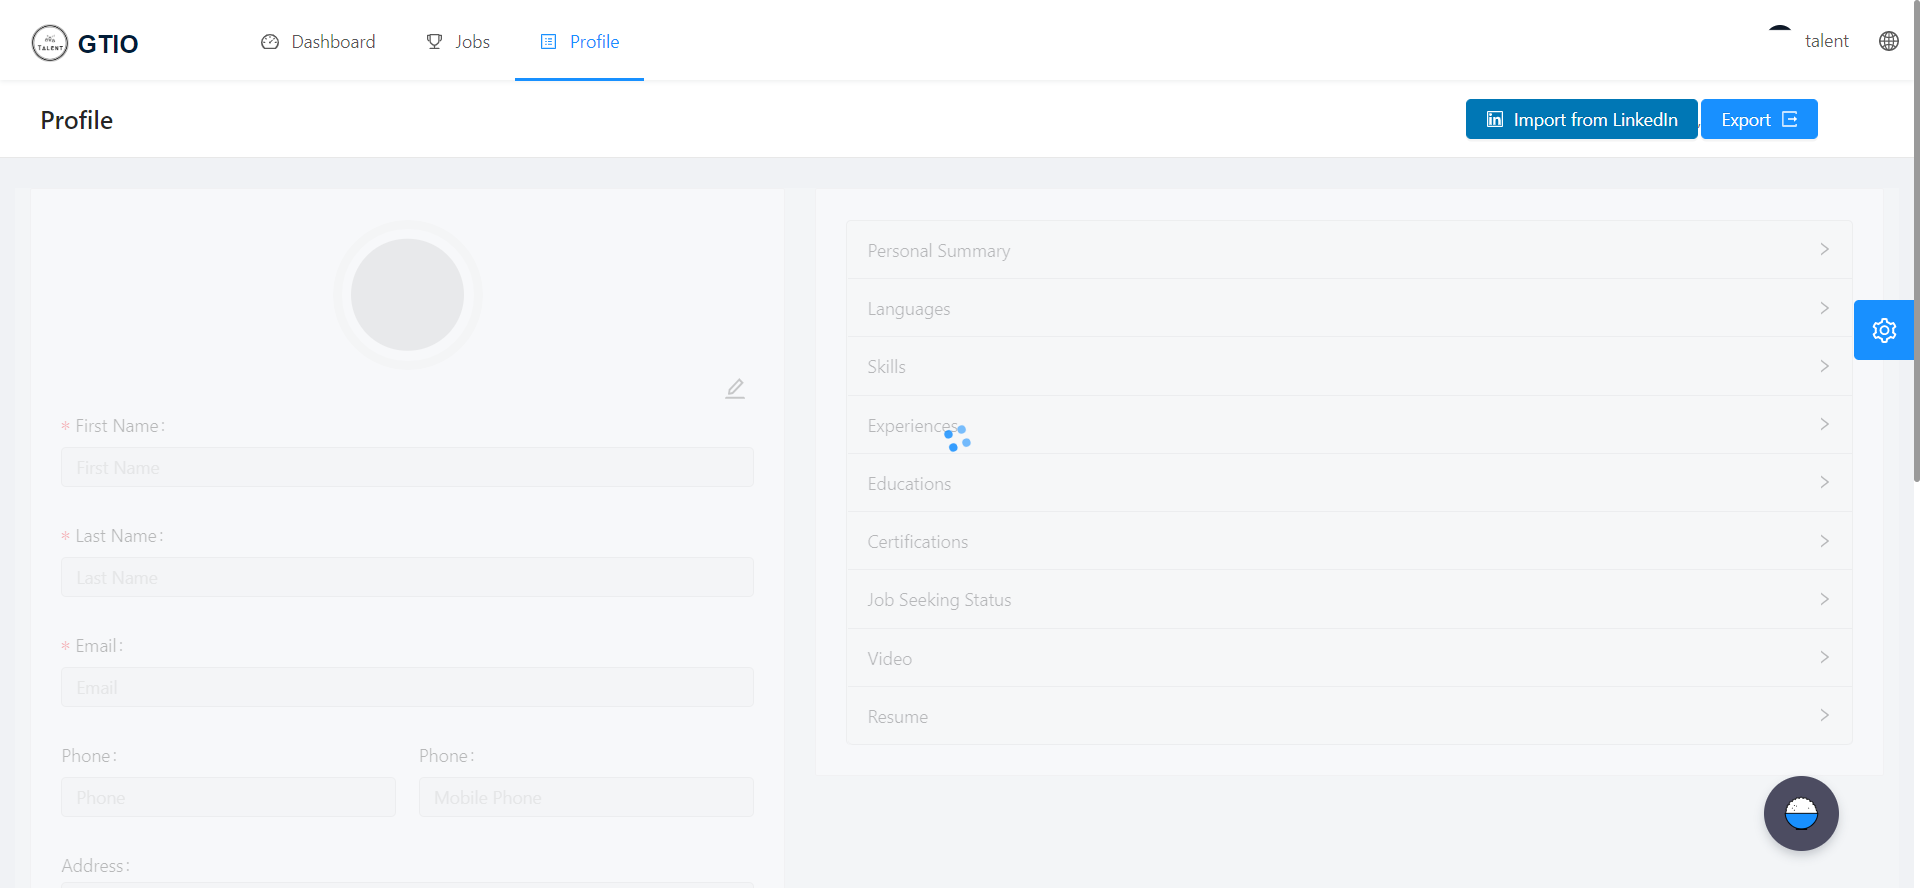 TALENT
GTIO
Dashboard
Jobs
Profile
talent
Profile
Import from LinkedIn
Export
* First Name:
First Name
* Last Name:
Last Name
* Email:
Email
Phone:
Phone:
Phone
Mobile Phone
Address:
Personal Summary
Languages
Skills
Experiences
Educations
Certifications
Job Seeking Status
Video
Resume